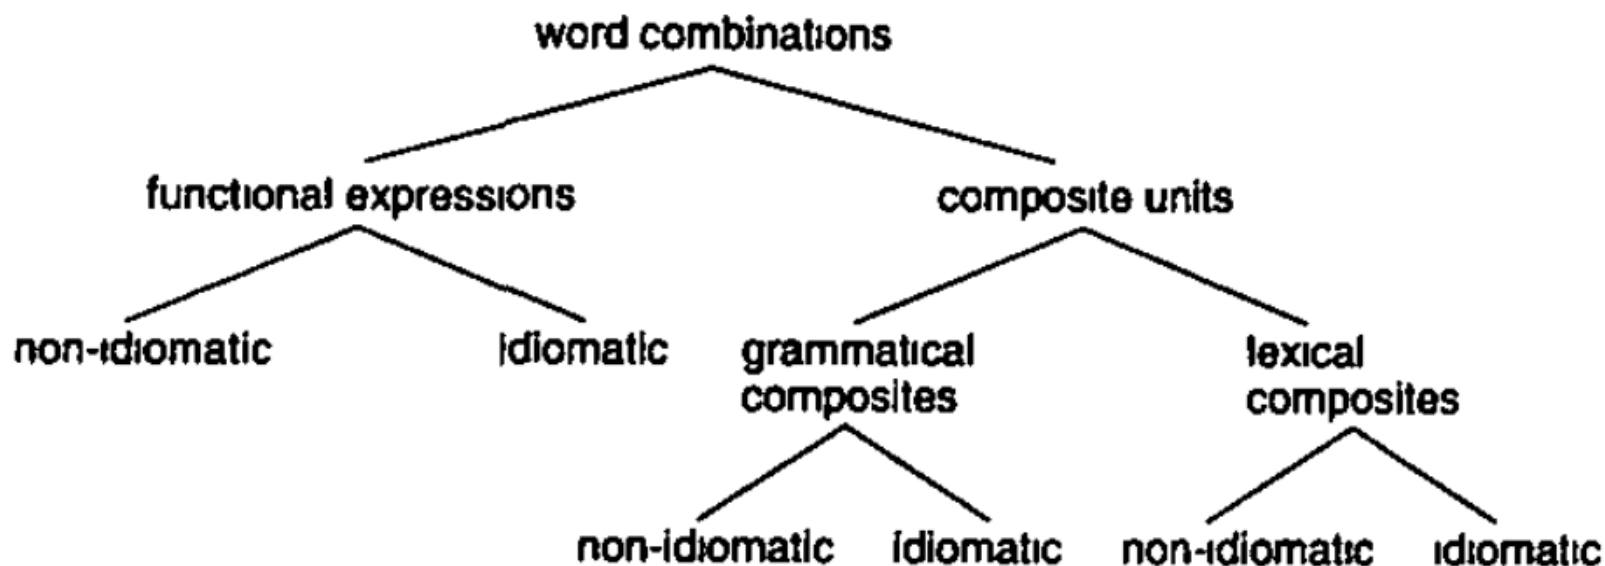 word combinations
functional expressions composite units
non-idiomatic idiomatic grammatical composites lexical composites
non-idiomatic idiomatic non-idiomatic idiomatic